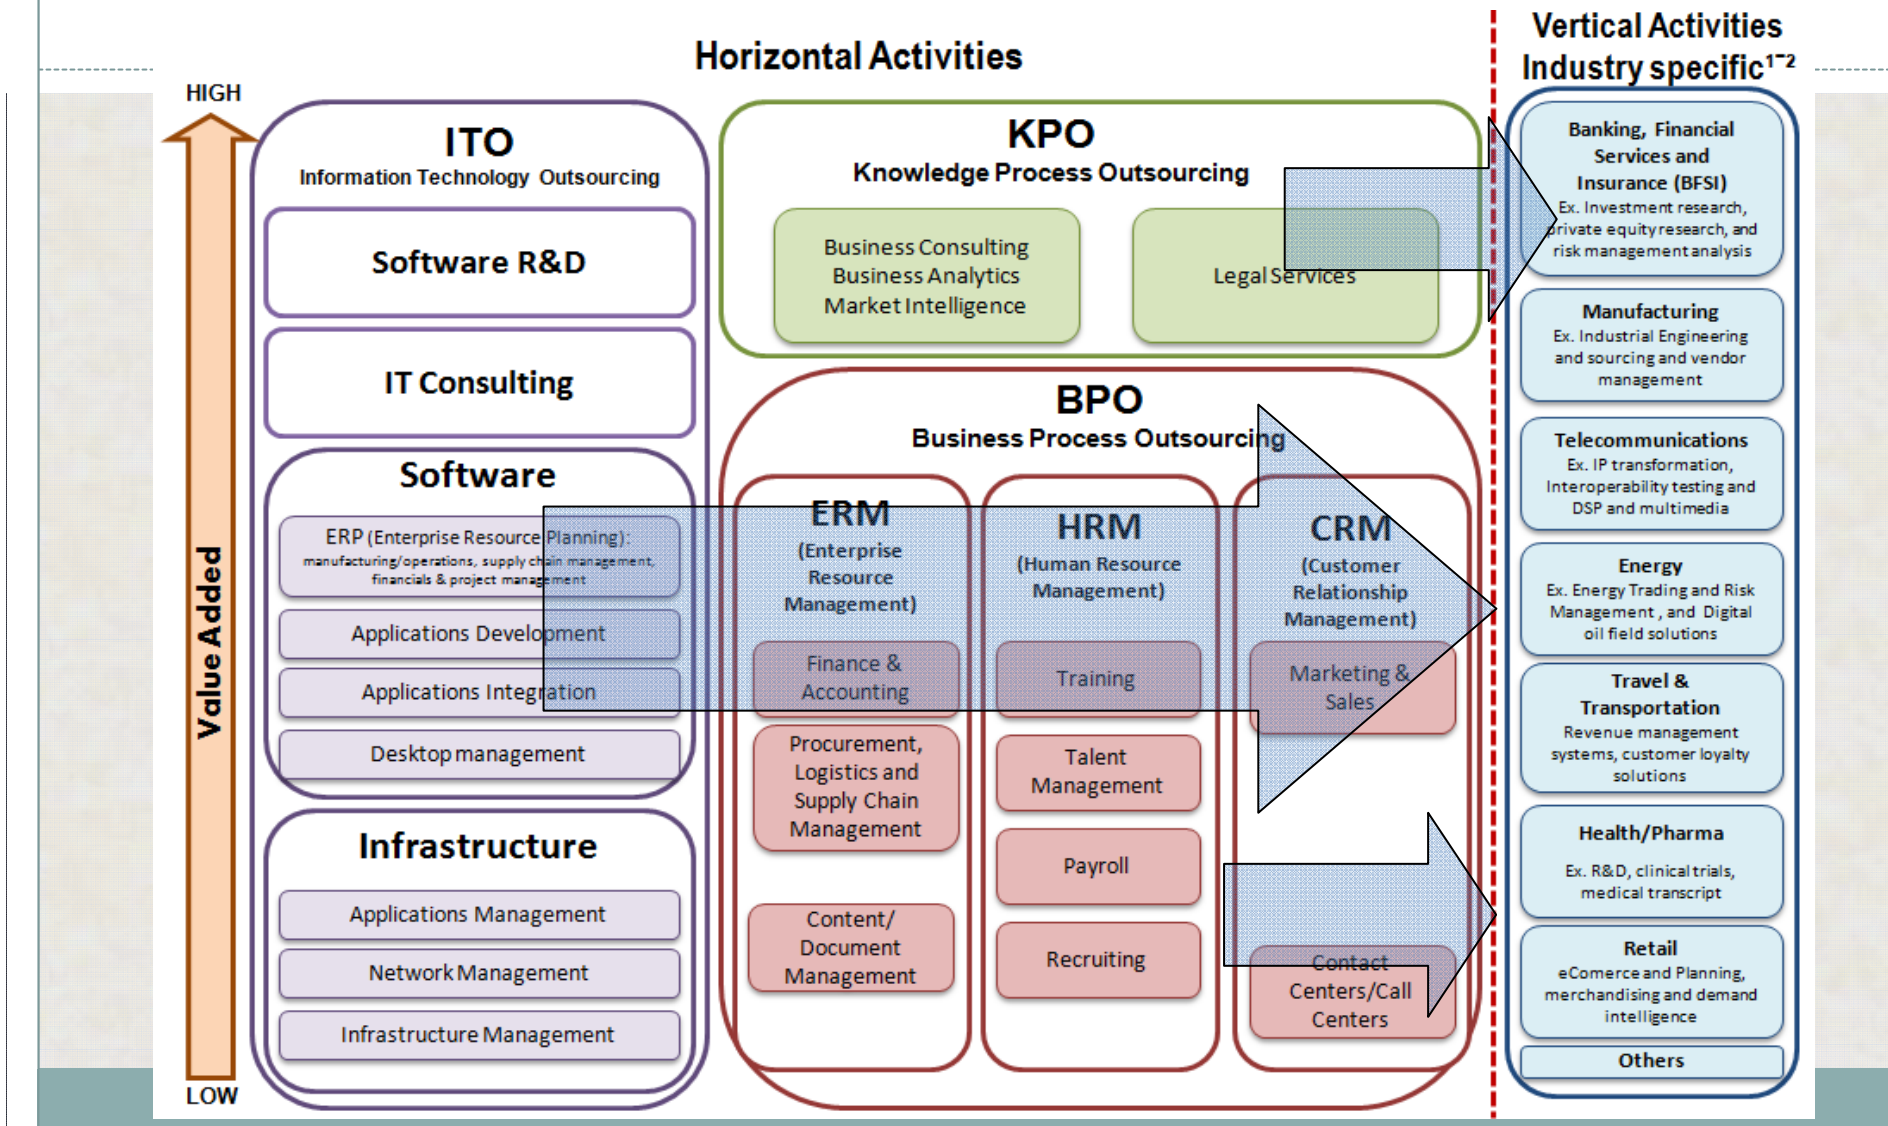 Horizontal Activities
Vertical Activities
Industry specific¹⁻²
HIGH
Value Added
LOW
ITO
Information Technology Outsourcing
Software R&D
IT Consulting
Software
ERP (Enterprise Resource Planning):
manufacturing/operations, supply chain management,
financials & project management
Applications Development
Applications Integration
Desktop management
Infrastructure
Applications Management
Network Management
Infrastructure Management
KPO
Knowledge Process Outsourcing
Business Consulting
Business Analytics
Market Intelligence
Legal Services
BPO
Business Process Outsourcing
ERM
(Enterprise
Resource
Management)
Finance &
Accounting
Procurement,
Logistics and
Supply Chain
Management
Content/
Document
Management
HRM
(Human Resource
Management)
Training
Talent
Management
Payroll
Recruiting
CRM
(Customer
Relationship
Management)
Marketing &
Sales
Contact
Centers/Call
Centers
Banking, Financial
Services and
Insurance (BFSI)
Ex. Investment research,
private equity research, and
risk management analysis
Manufacturing
Ex. Industrial Engineering
and sourcing and vendor
management
Telecommunications
Ex. IP transformation,
Interoperability testing and
DSP and multimedia
Energy
Ex. Energy Trading and Risk
Management , and Digital
oil field solutions
Travel &
Transportation
Revenue management
systems, customer loyalty
solutions
Health/Pharma
Ex. R&D, clinical trials,
medical transcript
Retail
eComerce and Planning,
merchandising and demand
intelligence
Others